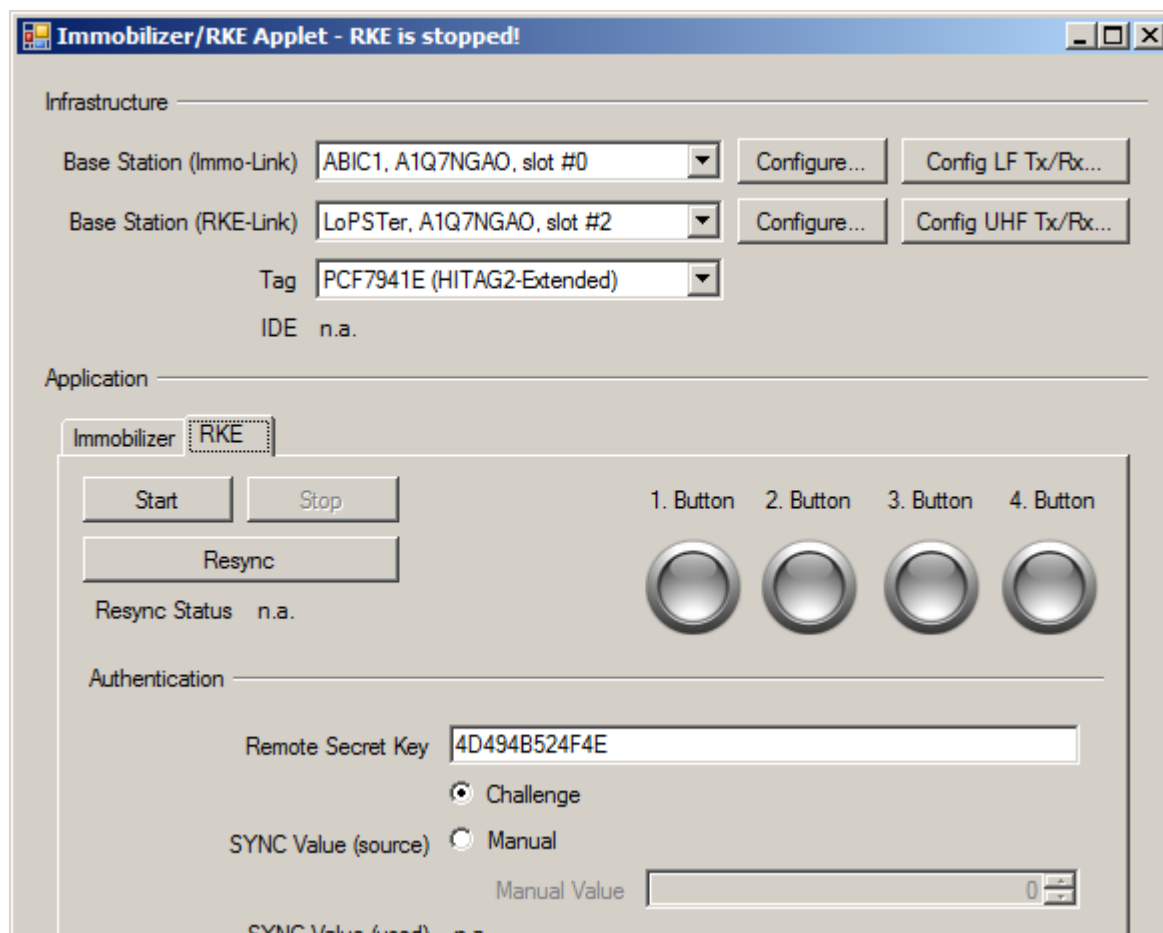 Immobilizer/RKE Applet - RKE is stopped!
Infrastructure
Base Station (Immo-Link) ABIC1, A1Q7NGAO, slot #0 Configure... Config LF Tx/Rx...
Base Station (RKE-Link) LoPSTer, A1Q7NGAO, slot #2 Configure... Config UHF Tx/Rx...
Tag PCF7941E (HITAG2-Extended)
IDE n.a.
Application
Immobilizer RKE
Start Stop 1. Button 2. Button 3. Button 4. Button
Resync
Resync Status n.a.
Authentication
Remote Secret Key 4D494B524F4E
Challenge
SYNC Value (source) Manual
Manual Value 0
SYNC Value (used) n.a.